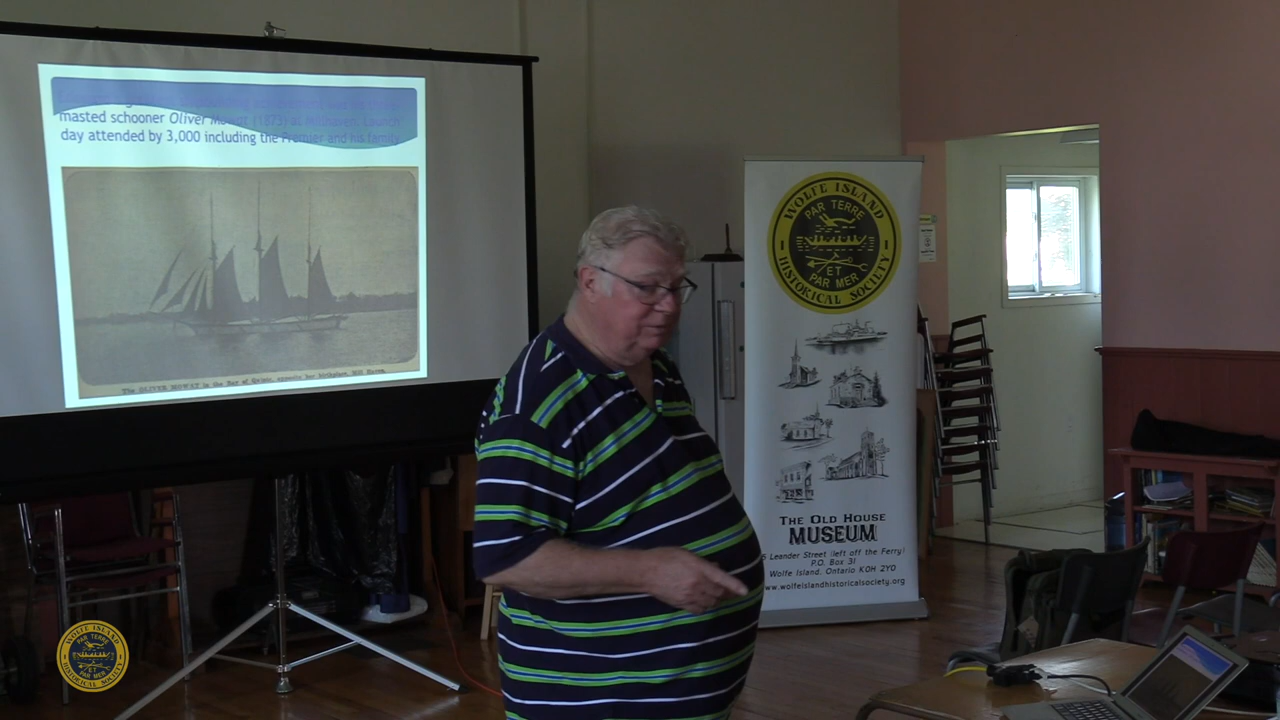 masted schooner Oliver Mowat (1873) at Millhaven. Launch
day attended by 3,000 including the Premier and his family
The OLIVER MOWAT in the Bay of Quinte, opposite her birthplace, Mill Haven.
WOLFE ISLAND
PAR TERRE
ET
PAR MER
HISTORICAL SOCIETY
THE OLD HOUSE
MUSEUM
6 Leander Street (left off the Ferry)
P.O. Box 31
Wolfe Island, Ontario K0H 2Y0
www.wolfeislandhistoricalsociety.org
WOLFE ISLAND
PAR TERRE
ET
PAR MER
HISTORICAL SOCIETY